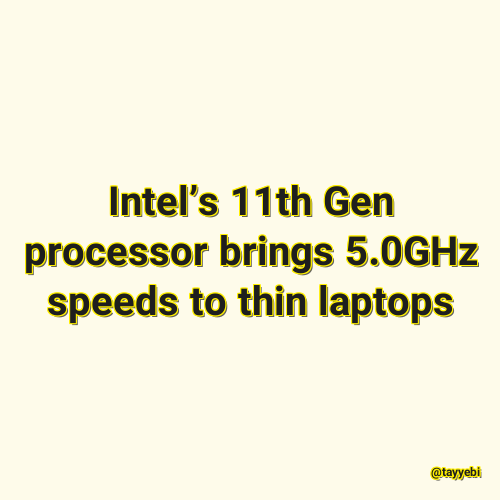 Intel’s 11th Gen
processor brings 5.0GHz
speeds to thin laptops
@tayyebi